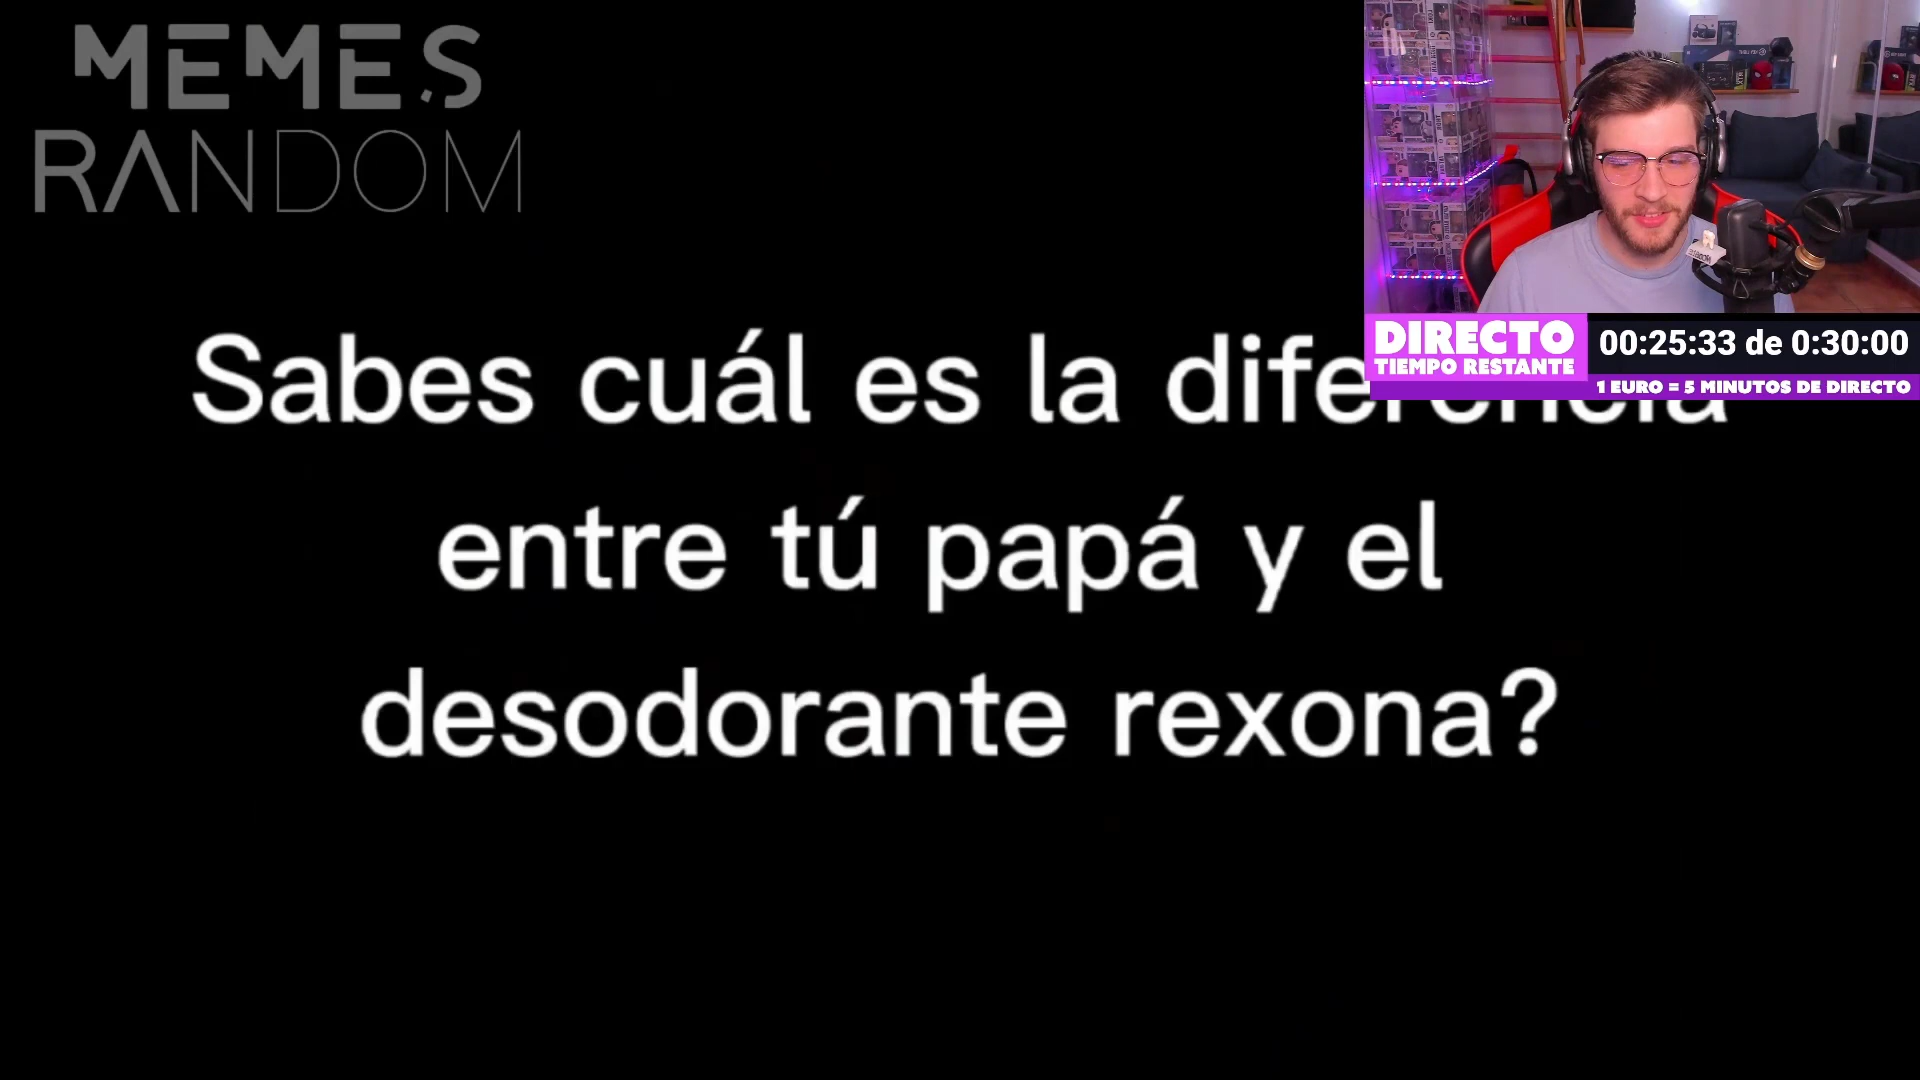 MEMES
RANDOM
Sabes cuál es la diferencia
entre tú papá y el
desodorante rexona?
DIRECTO
TIEMPO RESTANTE
00:25:33 de 0:30:00
1 EURO = 5 MINUTOS DE DIRECTO